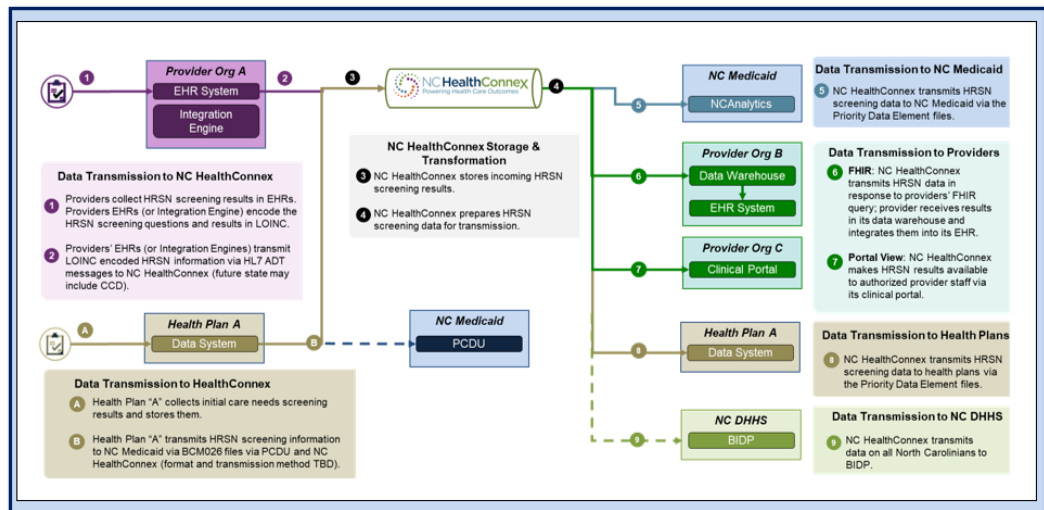 1
Provider Org A
EHR System
Integration
Engine
2
3
NC HEALTHCONNEX
Powering Health Care Outcomes
4
NC Medicaid
NCAnalytics
5
Data Transmission to NC Medicaid
5 NC HealthConnex transmits HRSN
screening data to NC Medicaid via the
Priority Data Element files.
Data Transmission to NC HealthConnex
1 Providers collect HRSN screening results in EHRs.
Providers EHRs (or Integration Engine) encode the
HRSN screening questions and results in LOINC.
2 Providers' EHRs (or Integration Engines) transmit
LOINC encoded HRSN information via HL7 ADT
messages to NC HealthConnex (future state may
include CCD).
NC HealthConnex Storage &
Transformation
3 NC HealthConnex stores incoming HRSN
screening results.
4 NC HealthConnex prepares HRSN
screening data for transmission.
6
Provider Org B
Data Warehouse
EHR System
7
Provider Org C
Clinical Portal
Data Transmission to Providers
6 FHIR: NC HealthConnex
transmits HRSN data in
response to providers' FHIR
query; provider receives results
in its data warehouse and
integrates them into its EHR.
7 Portal View: NC HealthConnex
makes HRSN results available
to authorized provider staff via
its clinical portal.
A
Health Plan A
Data System
B
NC Medicaid
PCDU
8
Health Plan A
Data System
Data Transmission to Health Plans
8 NC HealthConnex transmits HRSN
screening data to health plans via
the Priority Data Element files.
Data Transmission to HealthConnex
A Health Plan "A" collects initial care needs screening
results and stores them.
B Health Plan "A" transmits HRSN screening information
to NC Medicaid via BCM026 files via PCDU and NC
HealthConnex (format and transmission method TBD).
9
NC DHHS
BIDP
Data Transmission to NC DHHS
9 NC HealthConnex transmits
data on all North Carolinians to
BIDP.